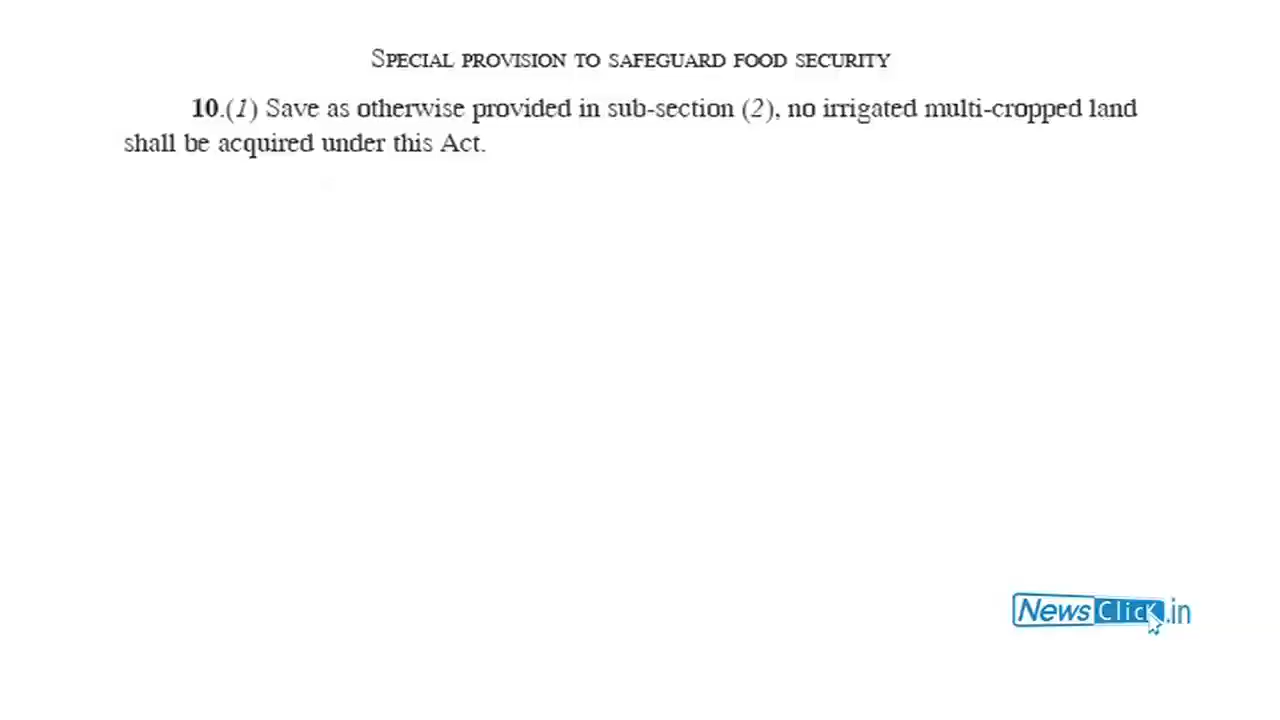 SPECIAL PROVISION TO SAFEGUARD FOOD SECURITY
10.(1) Save as otherwise provided in sub-section (2), no irrigated multi-cropped land
shall be acquired under this Act.
NewsClick.in